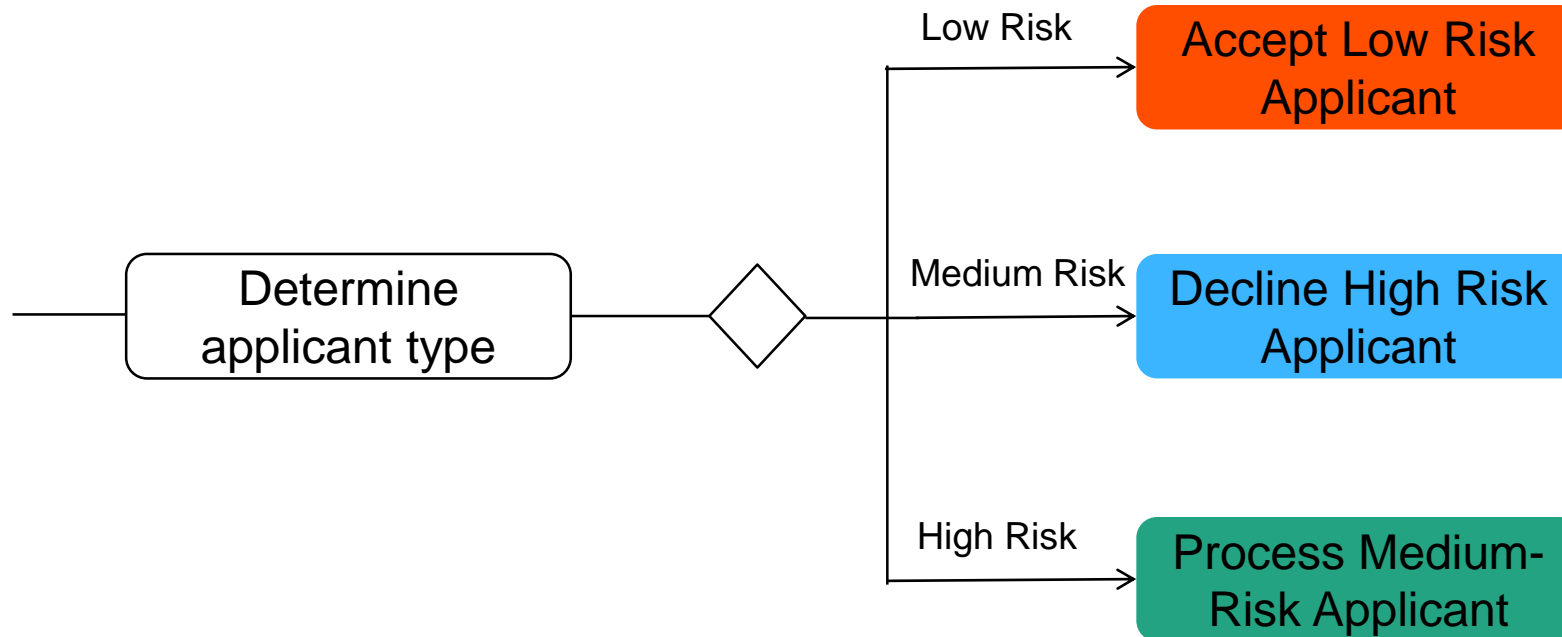 Low Risk
Accept Low Risk
Applicant
Determine
applicant type
Medium Risk
Decline High Risk
Applicant
High Risk
Process Medium-
Risk Applicant